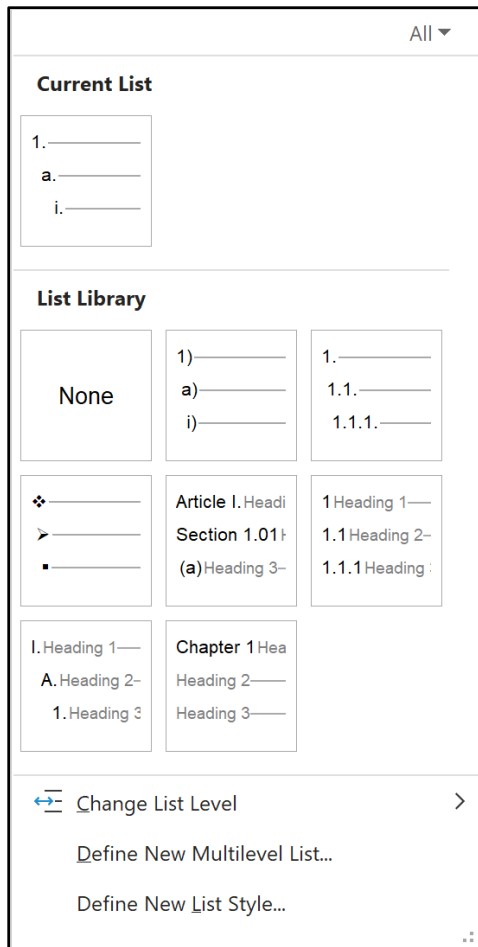 All
Current List
1.
a.
i.
List Library
None
1)
a)
i)
1.
1.1.
1.1.1.
Article I. Headi
Section 1.01
(a) Heading 3
1 Heading 1
1.1 Heading 2
1.1.1 Heading
I. Heading 1
A. Heading 2
1. Heading 3
Chapter 1 Hea
Heading 2
Heading 3
Change List Level
Define New Multilevel List...
Define New List Style...